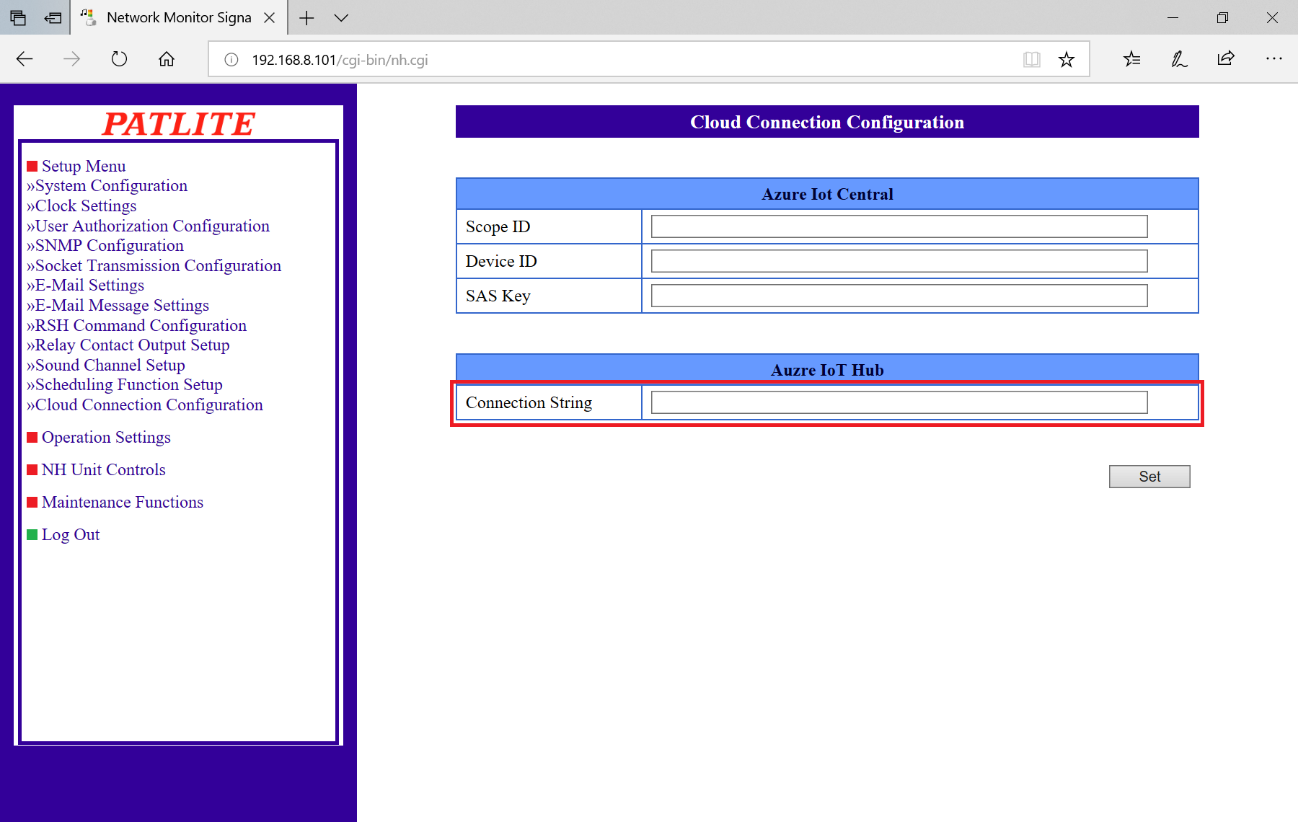 Network Monitor Signa
192.168.8.101/cgi-bin/nh.cgi
PATLITE
Setup Menu
»System Configuration
»Clock Settings
»User Authorization Configuration
»SNMP Configuration
»Socket Transmission Configuration
»E-Mail Settings
»E-Mail Message Settings
»RSH Command Configuration
»Relay Contact Output Setup
»Sound Channel Setup
»Scheduling Function Setup
»Cloud Connection Configuration
Operation Settings
NH Unit Controls
Maintenance Functions
Log Out
Cloud Connection Configuration
Azure Iot Central
Scope ID
Device ID
SAS Key
Auzre IoT Hub
Connection String
Set